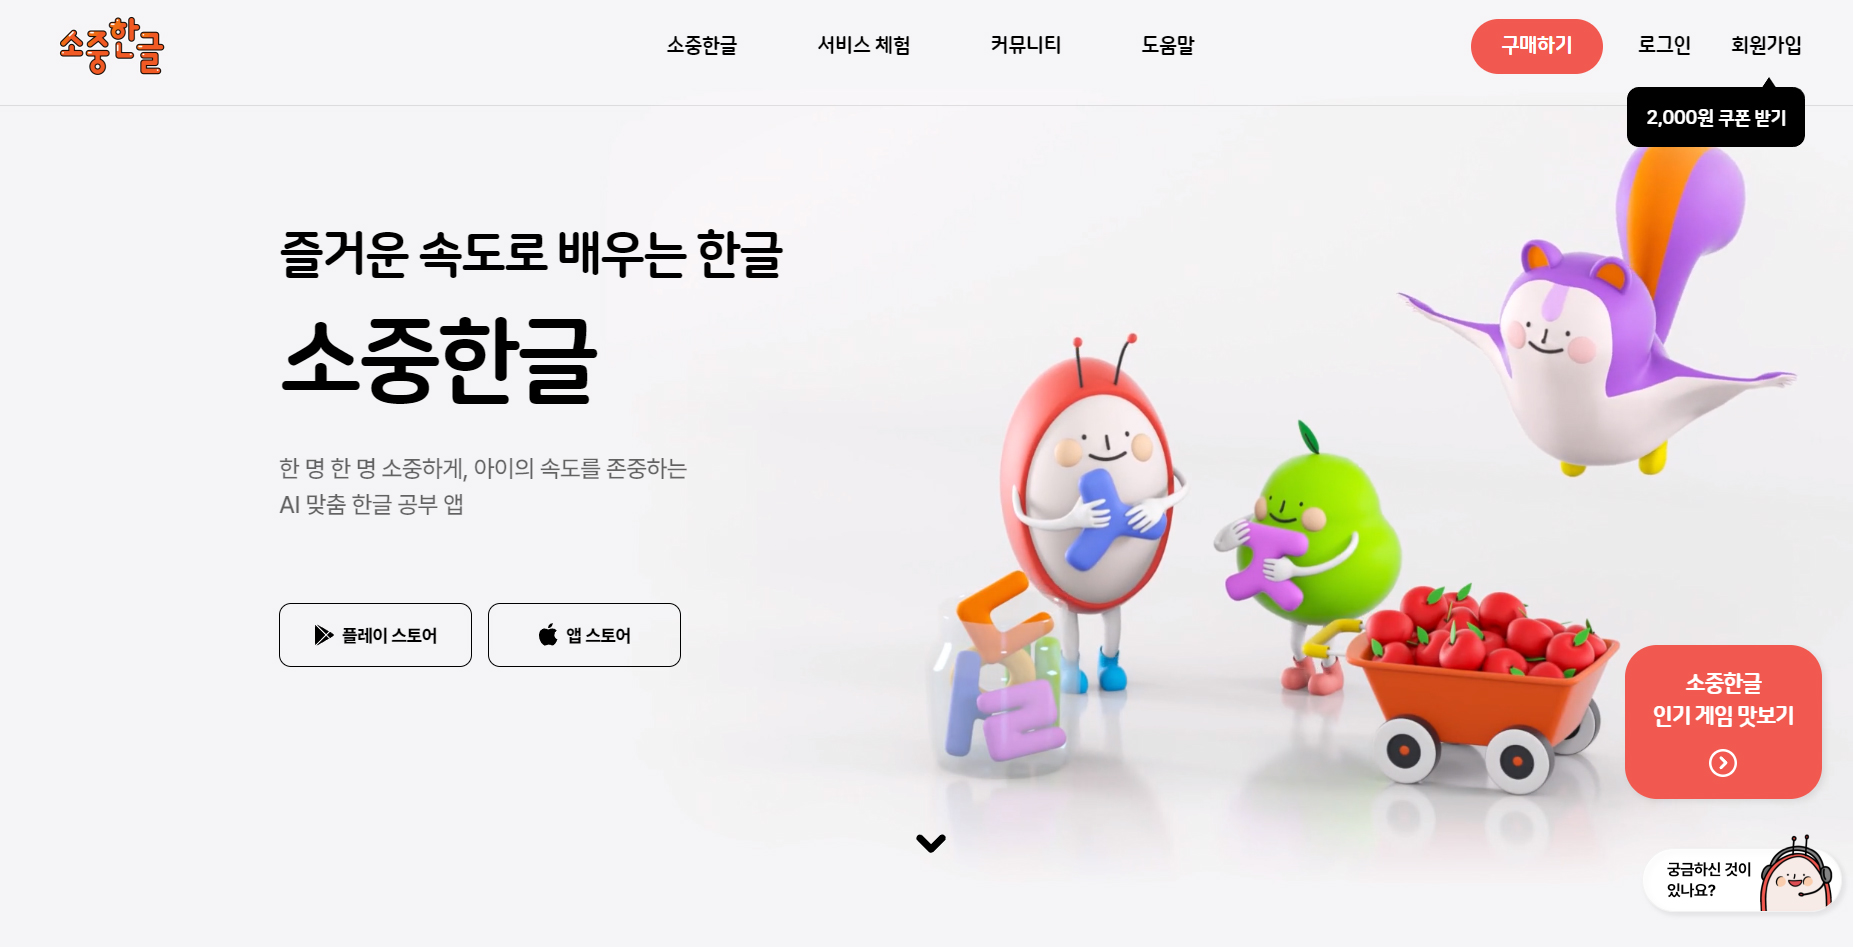 소중한글
소중한글
서비스 체험
커뮤니티
도움말
구매하기
로그인
회원가입
2,000원 쿠폰 받기
즐거운 속도로 배우는 한글
소중한글
한 명 한 명 소중하게, 아이의 속도를 존중하는
AI 맞춤 한글 공부 앱
플레이 스토어
앱 스토어
소중한글
인기 게임 맛보기
궁금하신 것이
있나요?